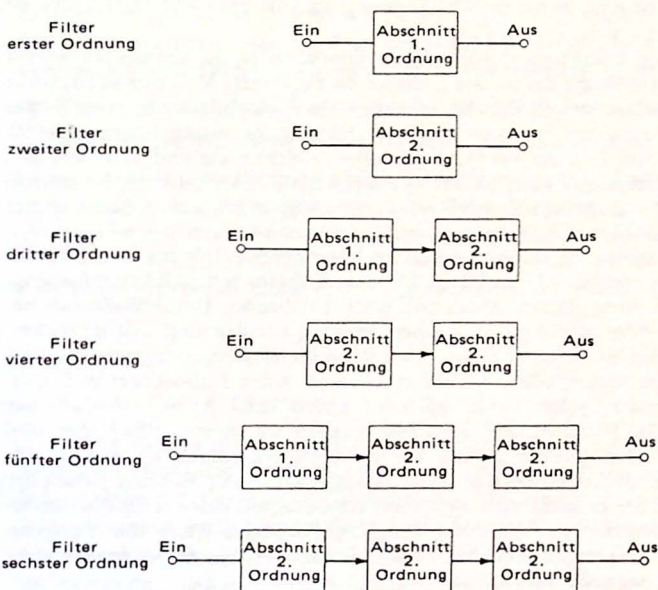 Filter
erster Ordnung
Ein
Abschnitt
1.
Ordnung
Aus
Filter
zweiter Ordnung
Ein
Abschnitt
2.
Ordnung
Aus
Filter
dritter Ordnung
Ein
Abschnitt
1.
Ordnung
Abschnitt
2.
Ordnung
Aus
Filter
vierter Ordnung
Ein
Abschnitt
2.
Ordnung
Abschnitt
2.
Ordnung
Aus
Filter
fünfter Ordnung
Ein
Abschnitt
1.
Ordnung
Abschnitt
2.
Ordnung
Abschnitt
2.
Ordnung
Aus
Filter
sechster Ordnung
Ein
Abschnitt
2.
Ordnung
Abschnitt
2.
Ordnung
Abschnitt
2.
Ordnung
Aus